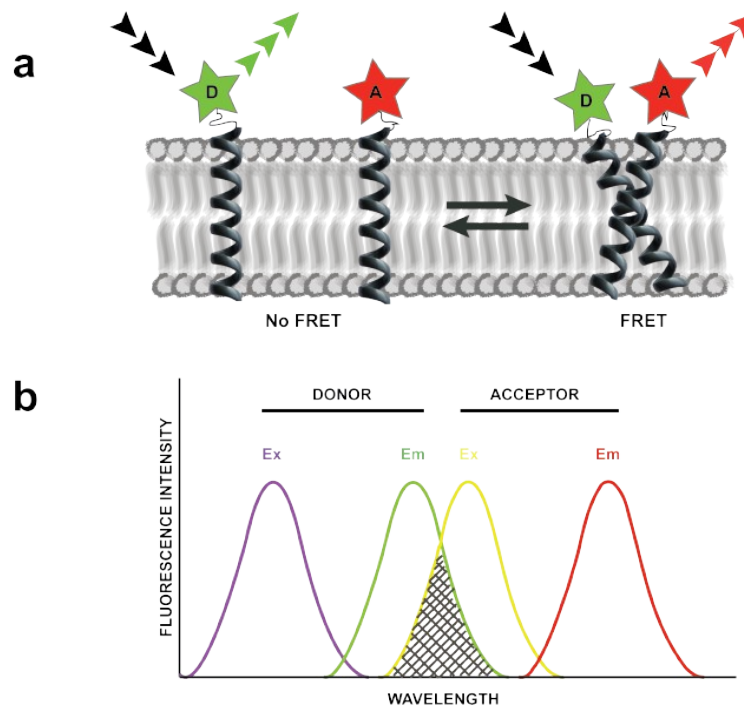 a
D
A
D
A
No FRET
FRET
b
DONOR
ACCEPTOR
Ex
Em
Ex
Em
FLUORESCENCE INTENSITY
WAVELENGTH